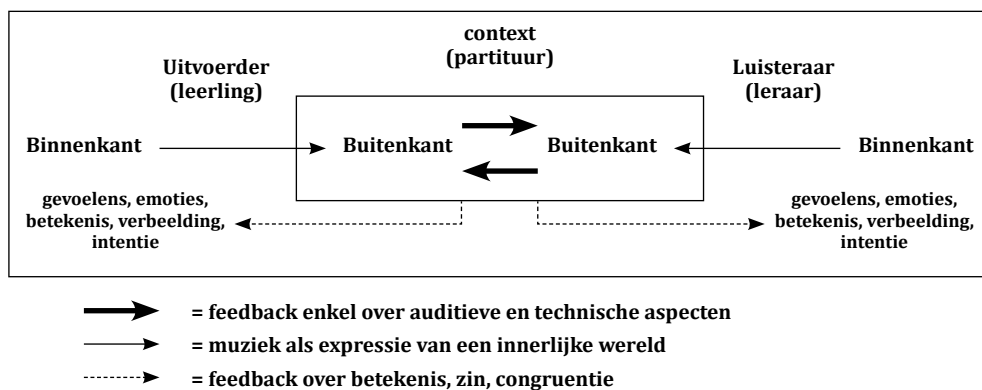 context
(partituur)
Uitvoerder
(leerling)
Luisteraar
(leraar)
Binnenkant
Buitenkant
Buitenkant
Binnenkant
gevoelens, emoties,
betekenis, verbeelding,
intentie
gevoelens, emoties,
betekenis, verbeelding,
intentie
= feedback enkel over auditieve en technische aspecten
= muziek als expressie van een innerlijke wereld
= feedback over betekenis, zin, congruentie